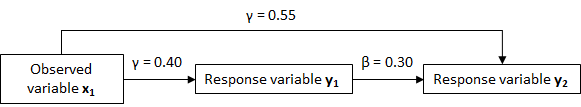 γ = 0.55
γ = 0.40
β = 0.30
Observed
variable x₁
Response variable y₁
Response variable y₂